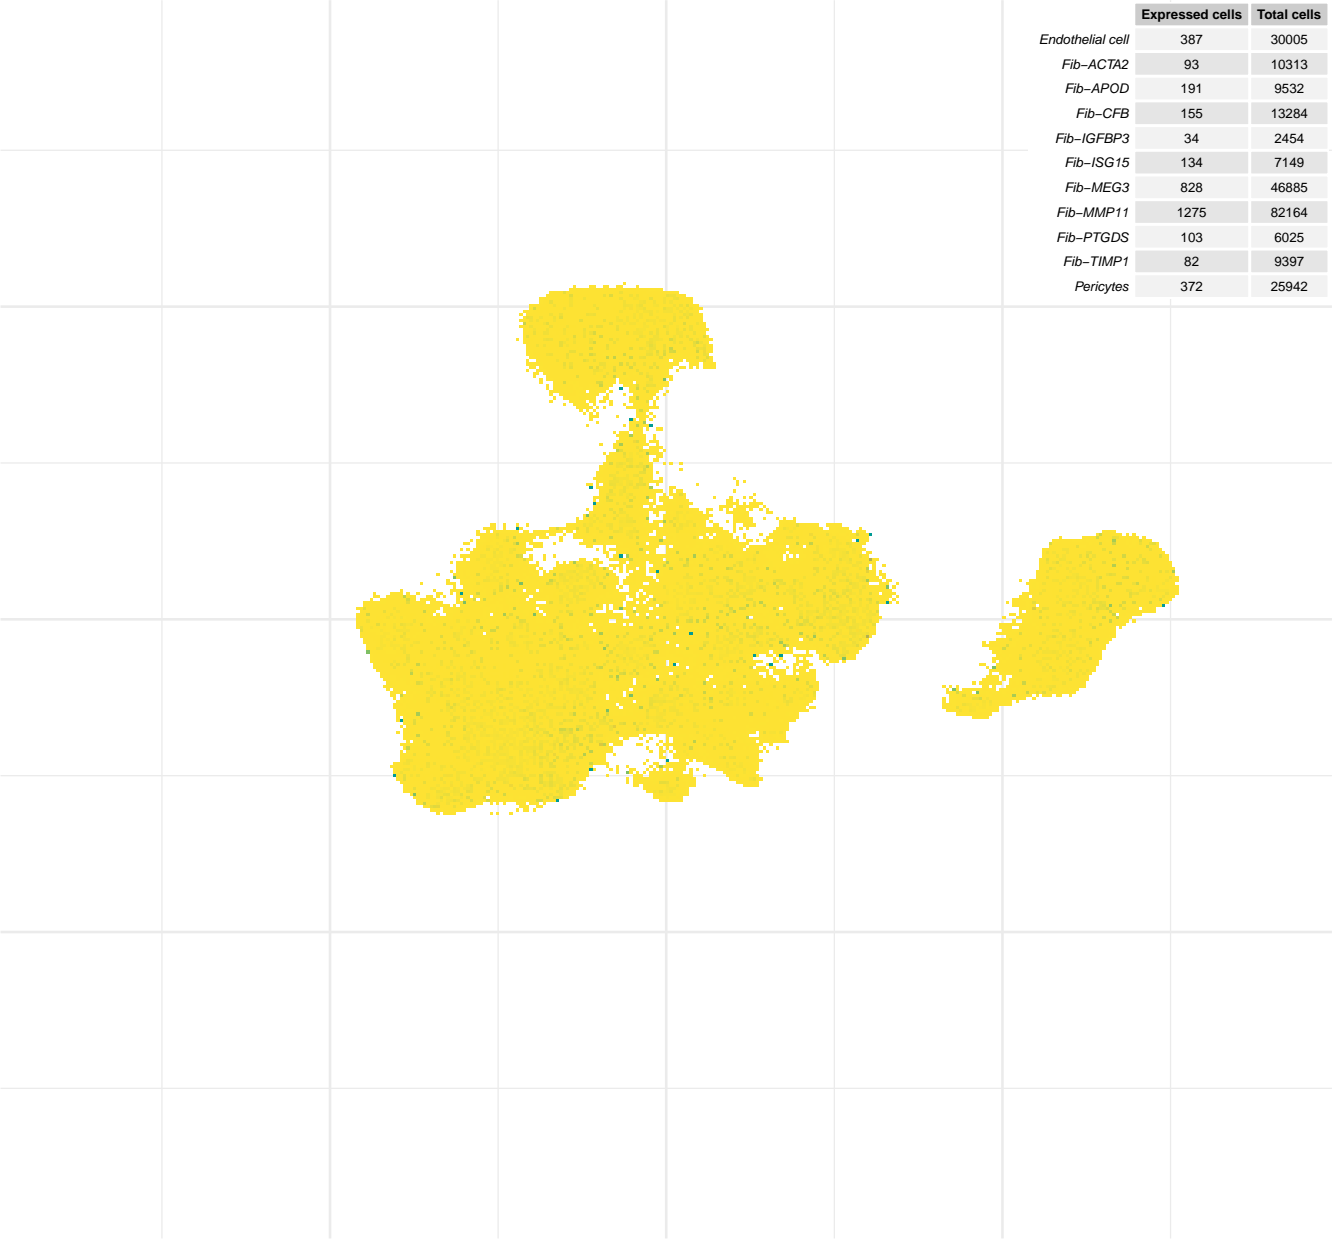 Expressed cells Total cells
Endothelial cell 387 30005
Fib−ACTA2 93 10313
Fib−APOD 191 9532
Fib−CFB 155 13284
Fib−IGFBP3 34 2454
Fib−ISG15 134 7149
Fib−MEG3 828 46885
Fib−MMP11 1275 82164
Fib−PTGDS 103 6025
Fib−TIMP1 82 9397
Pericytes 372 25942